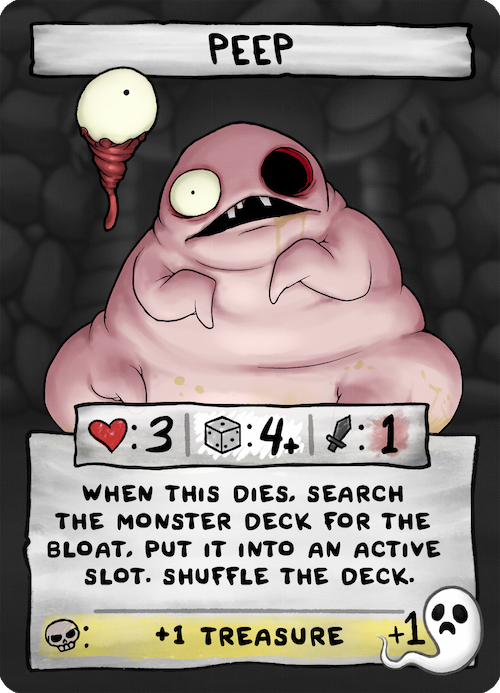 PEEP
:3 :4+ :1
WHEN THIS DIES, SEARCH
THE MONSTER DECK FOR THE
BLOAT. PUT IT INTO AN ACTIVE
SLOT. SHUFFLE THE DECK.
: +1 TREASURE +1